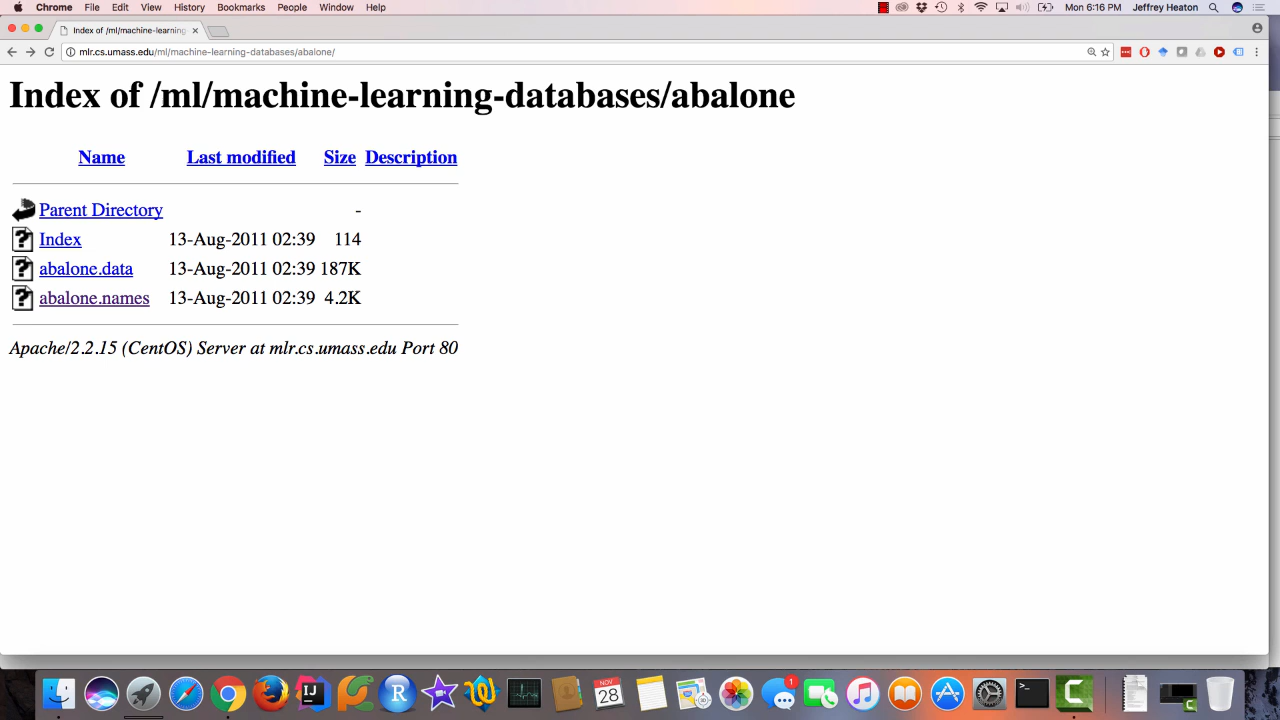 Chrome File Edit View History Bookmarks People Window Help Mon 6:16 PM Jeffrey Heaton
Index of /ml/machine-learning
mlr.cs.umass.edu/ml/machine-learning-databases/abalone/
Index of /ml/machine-learning-databases/abalone
Name Last modified Size Description
Parent Directory -
Index 13-Aug-2011 02:39 114
abalone.data 13-Aug-2011 02:39 187K
abalone.names 13-Aug-2011 02:39 4.2K
Apache/2.2.15 (CentOS) Server at mlr.cs.umass.edu Port 80
IJ
R
NOV
28
1
C